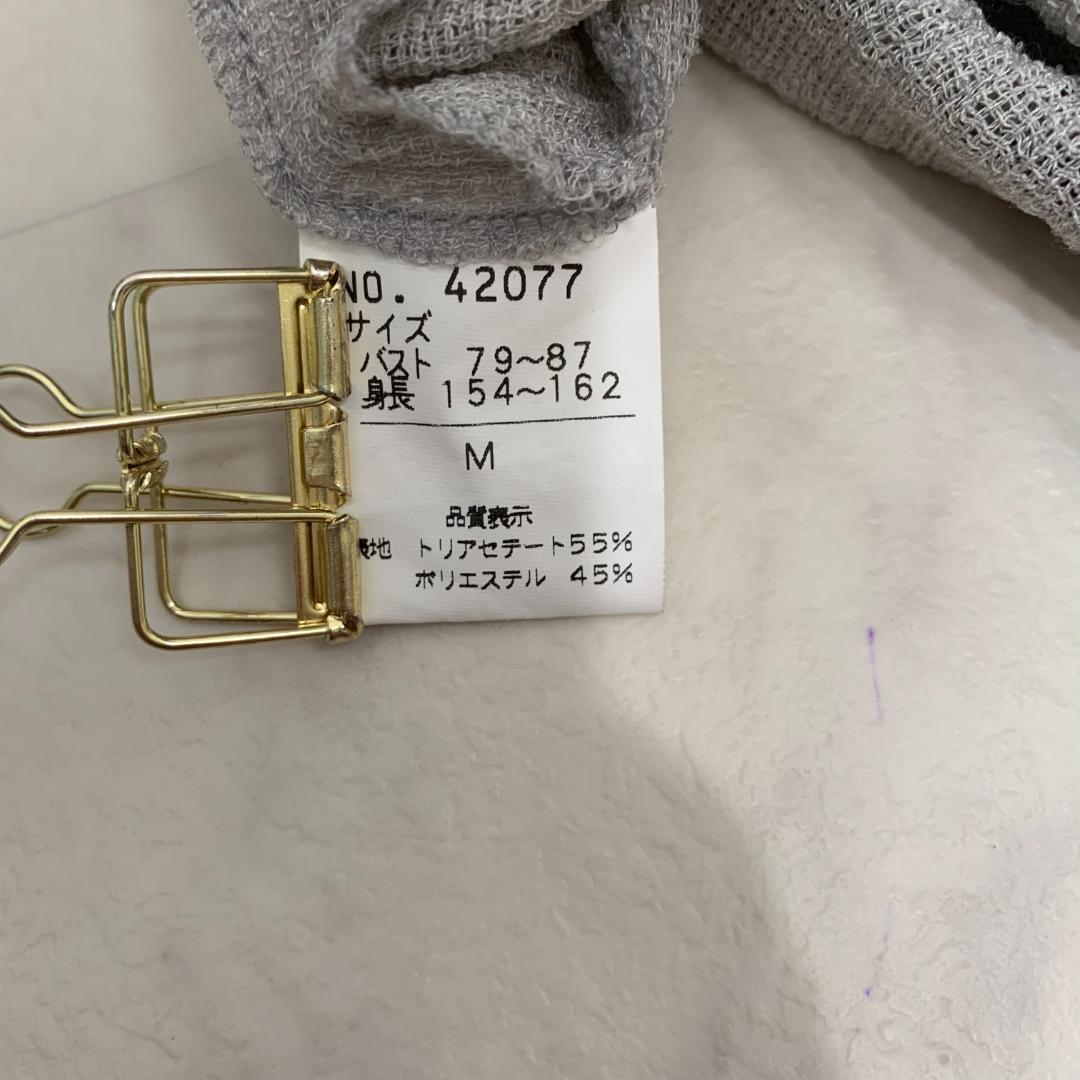 NO. 42077
サイズ
バスト 79〜87
身長 154〜162
M
品質表示
表地 トリアセテート55%
ポリエステル 45%